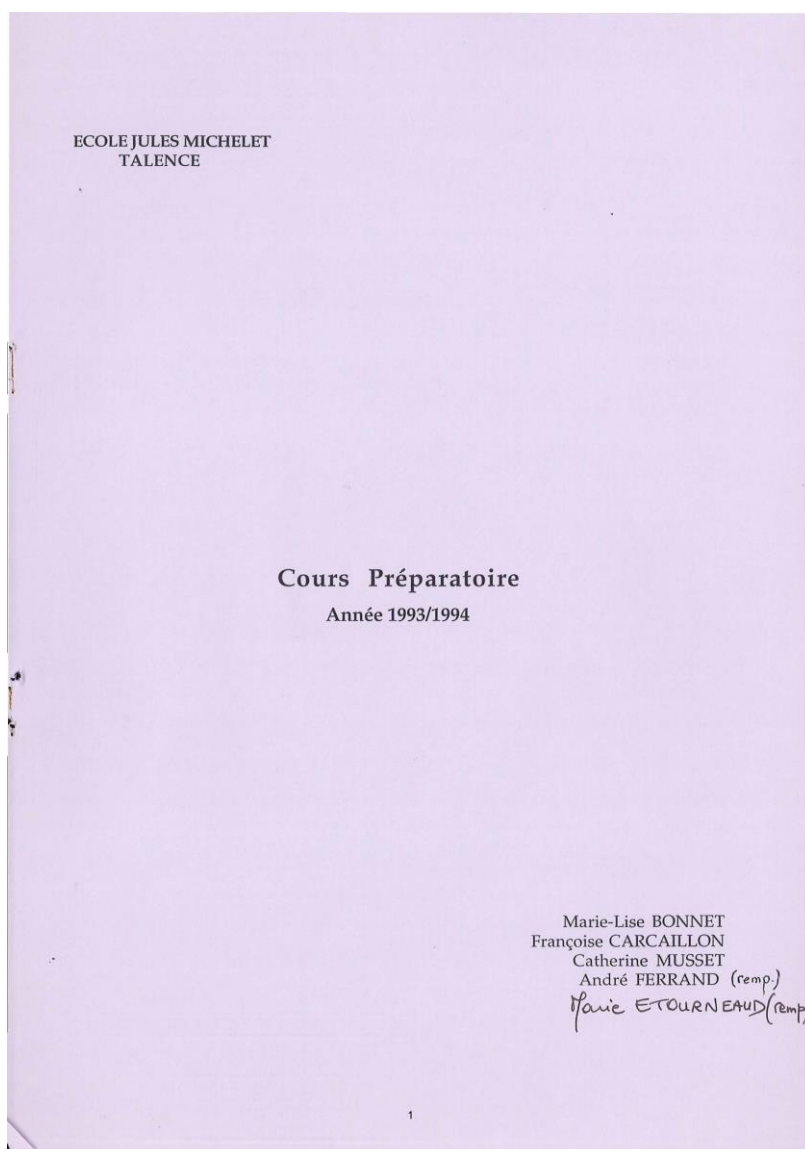 ECOLE JULES MICHELET
TALENCE
Cours Préparatoire
Année 1993/1994
Marie-Lise BONNET
Françoise CARCAILLON
Catherine MUSSET
André FERRAND (remp.)
Marie ETOURNEAUD (remp
1